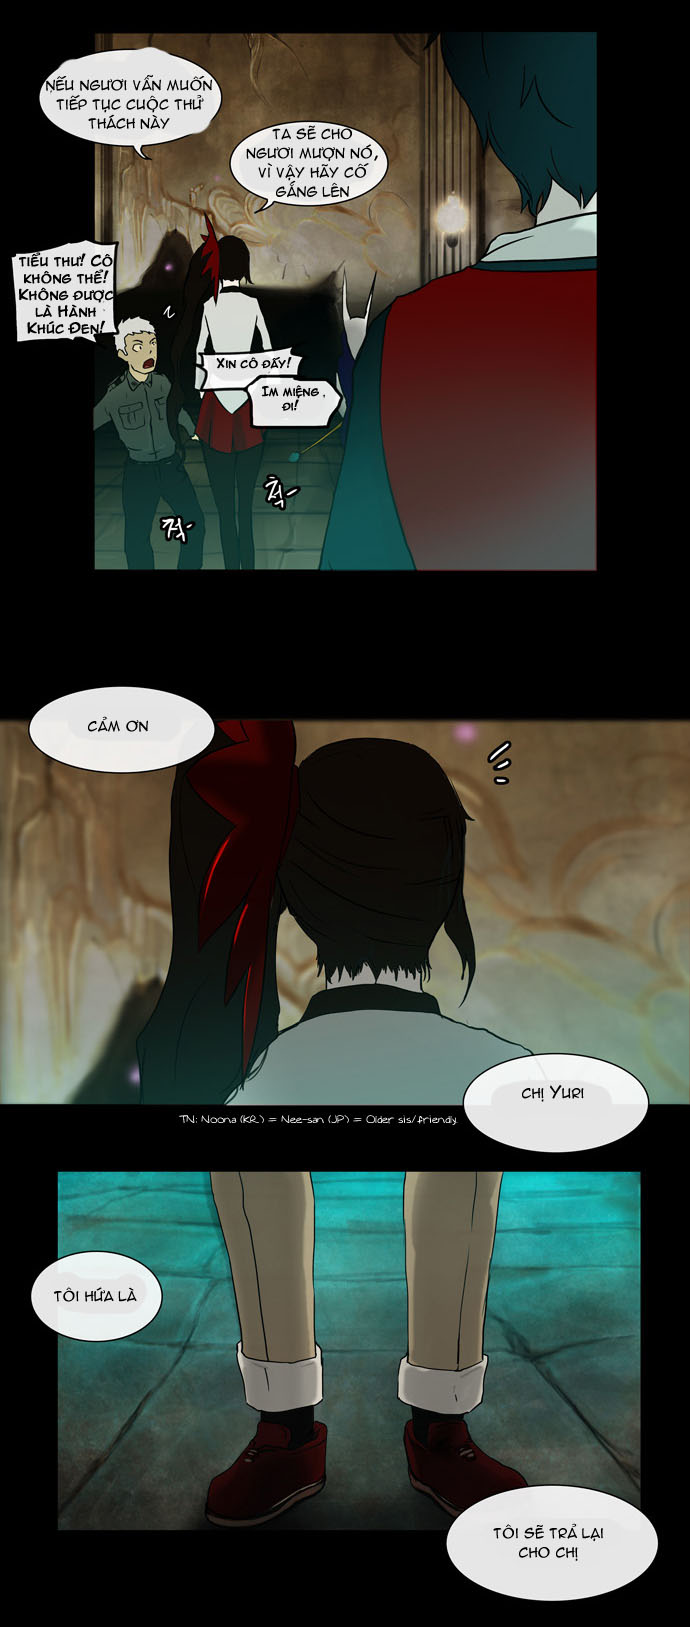 NẾU NGƯƠI VẪN MUỐN
TIẾP TỤC CUỘC THỬ
THÁCH NÀY
TA SẼ CHO
NGƯƠI MƯỢN NÓ,
VÌ VẬY HÃY CỐ
GẮNG LÊN
TIỂU THƯ! CÔ
KHÔNG THỂ!
KHÔNG ĐƯỢC
LÀ HÀNH
KHÚC ĐEN!
XIN CÔ ĐẤY!
IM MIỆNG
ĐI!
척-
적-
CẢM ƠN
CHỊ YURI
TN: Noona (KR) = Nee-san (JP) = Older sis/friendly.
TÔI HỨA LÀ
TÔI SẼ TRẢ LẠI
CHO CHỊ